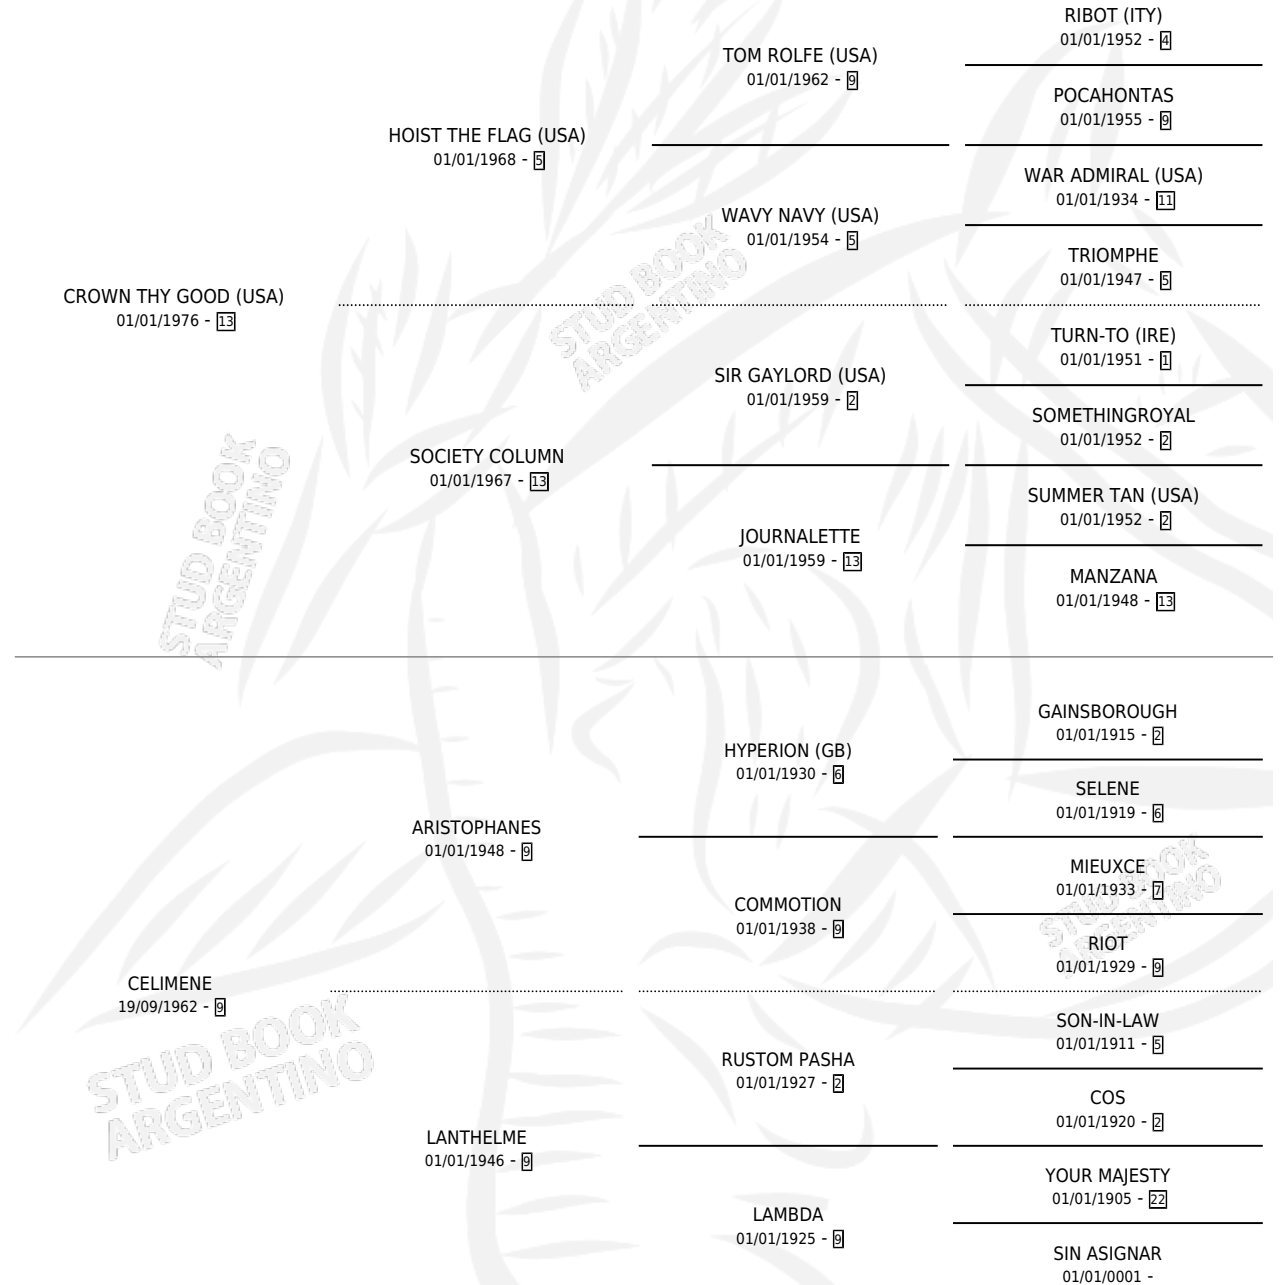 RIBOT (ITY)
01/01/1952 - 4
TOM ROLFE (USA)
01/01/1962 - 9
POCAHONTAS
01/01/1955 - 9
HOIST THE FLAG (USA)
01/01/1968 - 5
WAR ADMIRAL (USA)
01/01/1934 - 11
WAVY NAVY (USA)
01/01/1954 - 5
TRIOMPHE
01/01/1947 - 5
CROWN THY GOOD (USA)
01/01/1976 - 13
TURN-TO (IRE)
01/01/1951 - 1
SIR GAYLORD (USA)
01/01/1959 - 2
SOMETHINGROYAL
01/01/1952 - 2
SOCIETY COLUMN
01/01/1967 - 13
SUMMER TAN (USA)
01/01/1952 - 2
JOURNALETTE
01/01/1959 - 13
MANZANA
01/01/1948 - 13
GAINSBOROUGH
01/01/1915 - 2
HYPERION (GB)
01/01/1930 - 6
SELENE
01/01/1919 - 6
ARISTOPHANES
01/01/1948 - 9
MIEUXCE
01/01/1933 - 7
COMMOTION
01/01/1938 - 9
RIOT
01/01/1929 - 9
CELIMENE
19/09/1962 - 9
SON-IN-LAW
01/01/1911 - 5
RUSTOM PASHA
01/01/1927 - 2
COS
01/01/1920 - 2
LANTHELME
01/01/1946 - 9
YOUR MAJESTY
01/01/1905 - 22
LAMBDA
01/01/1925 - 9
SIN ASIGNAR
01/01/0001 -
STUD BOOK
ARGENTINO
STUD BOOK
ARGENTINO
STUD BOOK
ARGENTINO
STUD BOOK
ARGENTINO